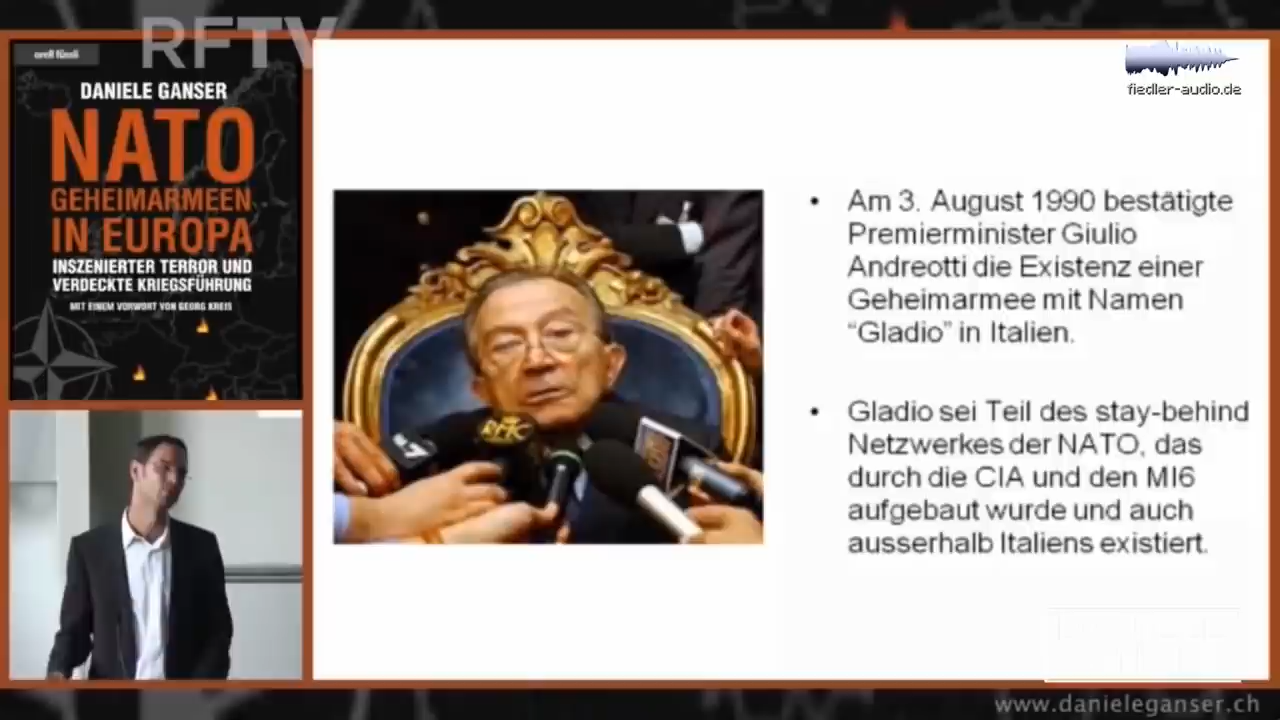 RFTV
orell füssli
DANIELE GANSER
NATO
GEHEIMARMEEN
IN EUROPA
INSZENIERTER TERROR UND
VERDECKTE KRIEGSFÜHRUNG
MIT EINEM VORWORT VON GEORG KREIS
fiedler-audio.de
• Am 3. August 1990 bestätigte
Premierminister Giulio
Andreotti die Existenz einer
Geheimarmee mit Namen
“Gladio” in Italien.
• Gladio sei Teil des stay-behind
Netzwerkes der NATO, das
durch die CIA und den MI6
aufgebaut wurde und auch
ausserhalb Italiens existiert.
www.danieleganser.ch